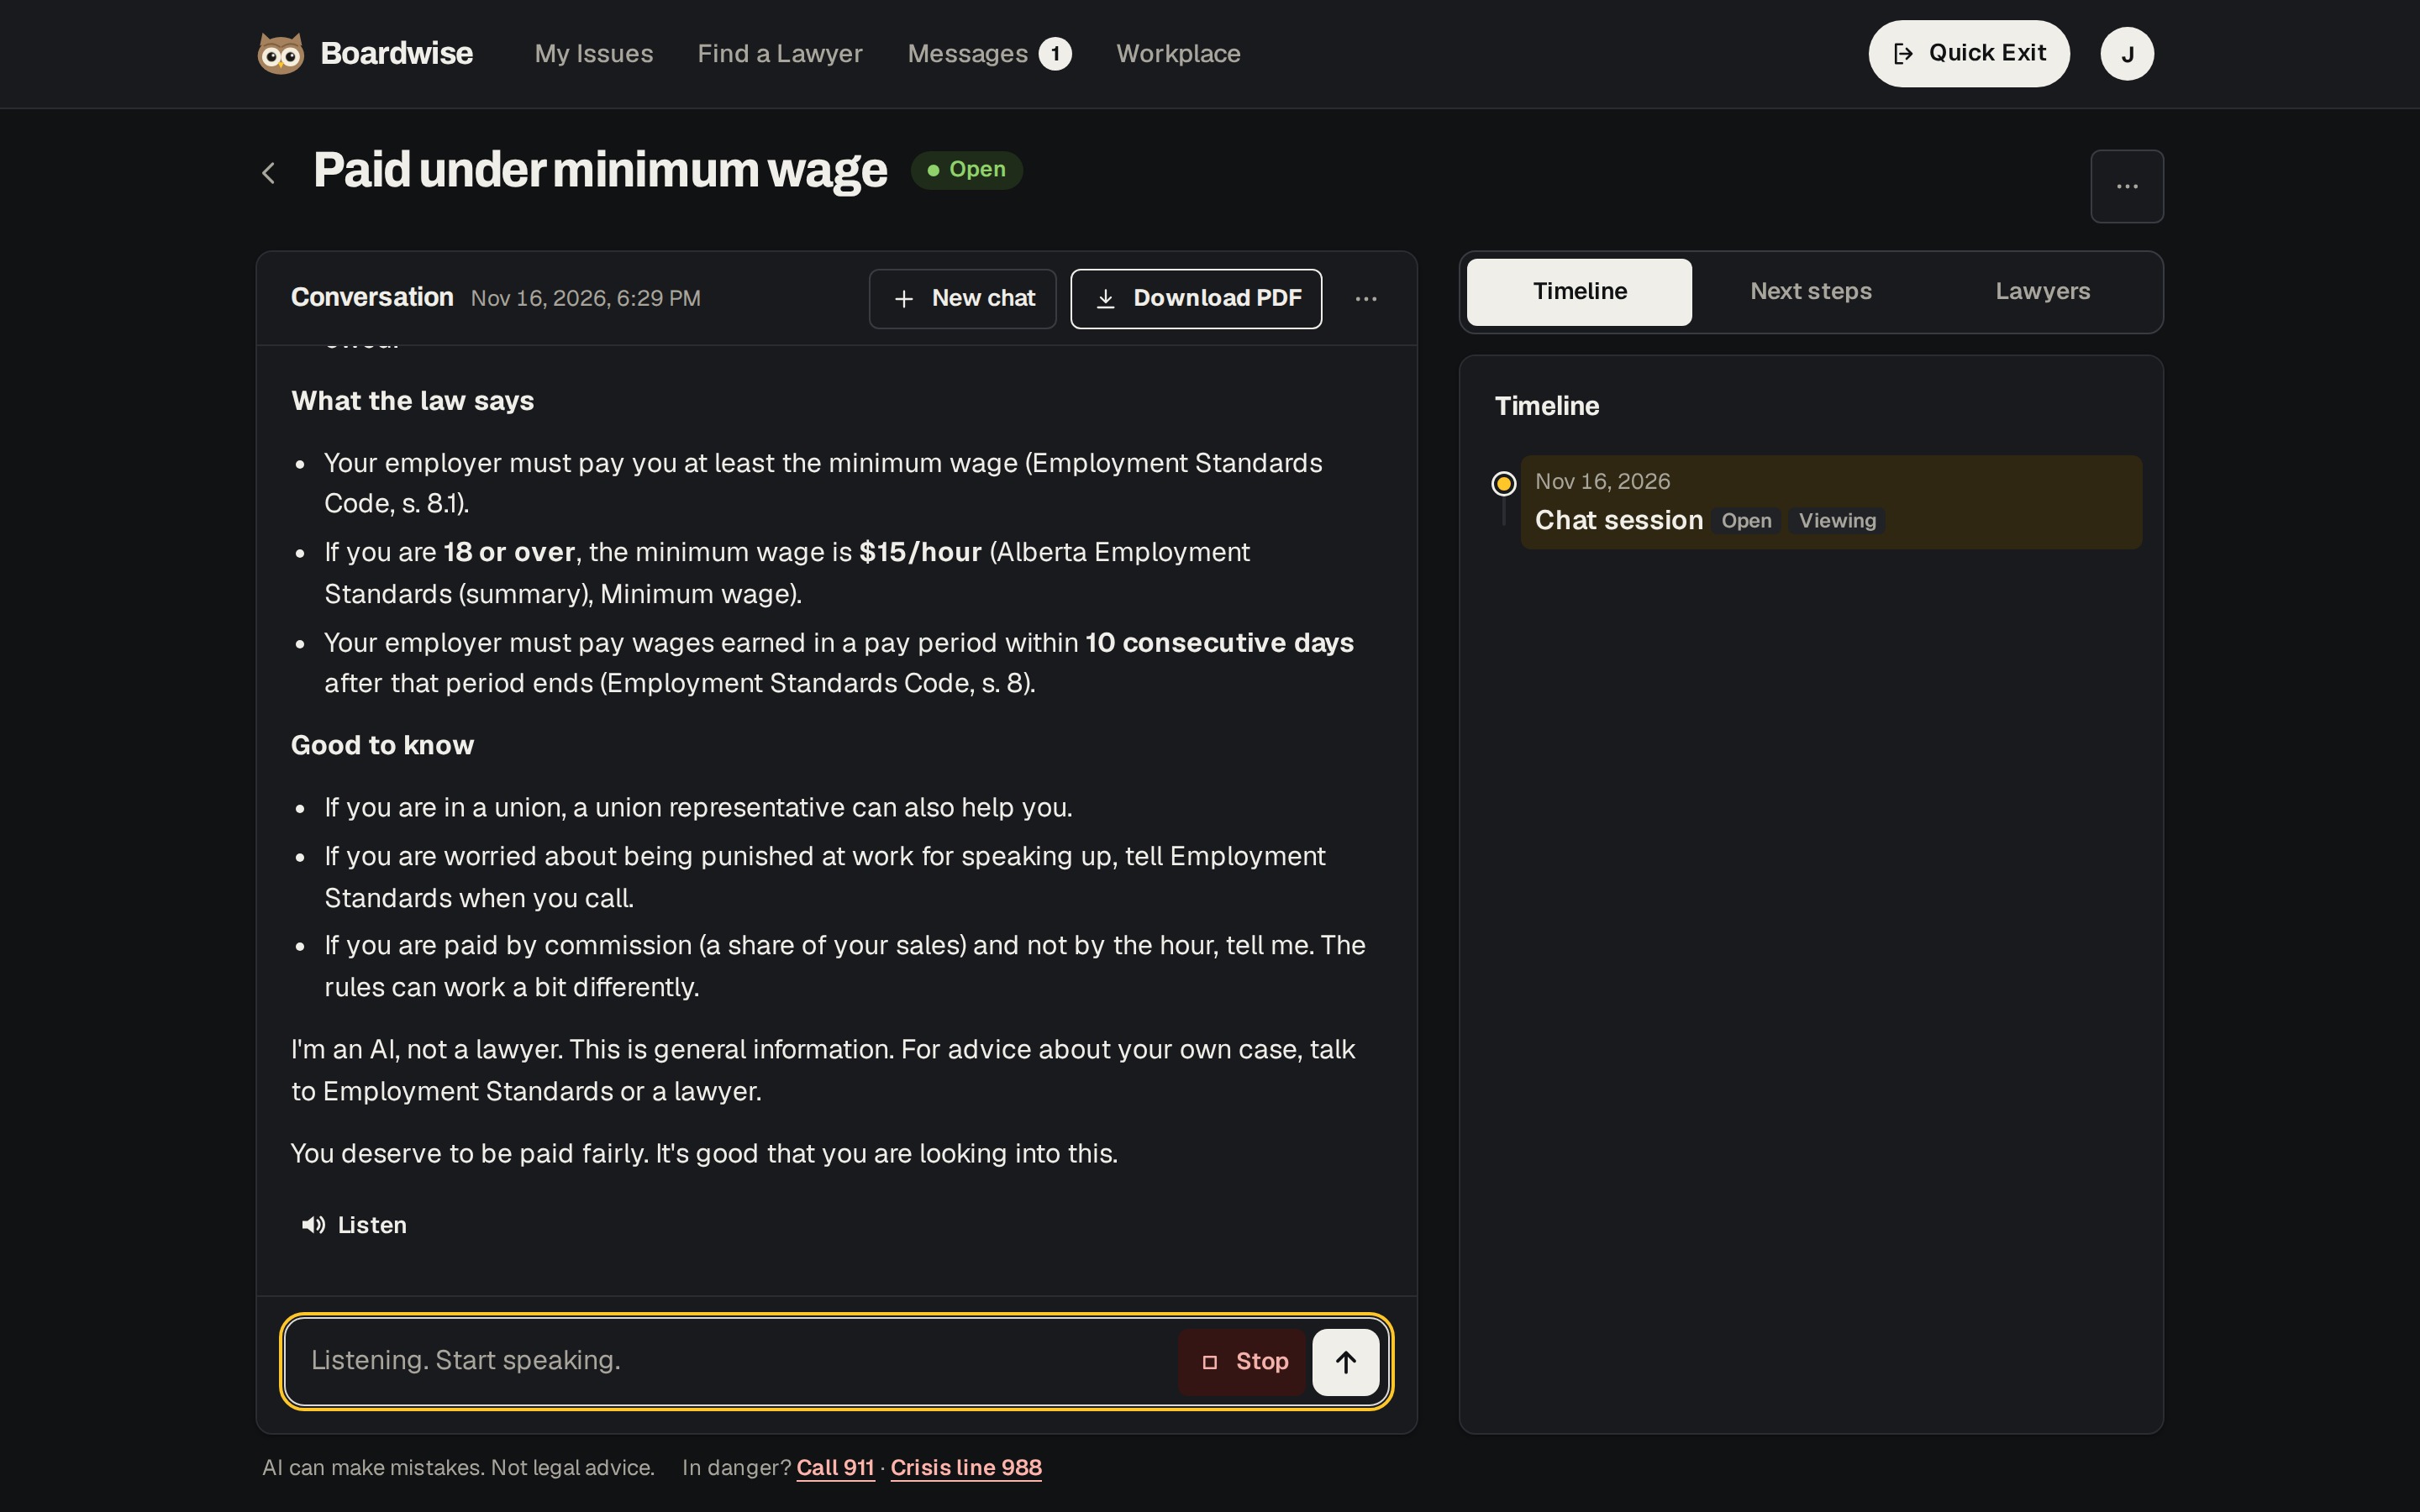 Boardwise
My Issues
Find a Lawyer
Messages 1
Workplace
Quick Exit
J
Paid under minimum wage
Open
Conversation Nov 16, 2026, 6:29 PM
New chat
Download PDF
What the law says
• Your employer must pay you at least the minimum wage (Employment Standards
Code, s. 8.1).
• If you are 18 or over, the minimum wage is $15/hour (Alberta Employment
Standards (summary), Minimum wage).
• Your employer must pay wages earned in a pay period within 10 consecutive days
after that period ends (Employment Standards Code, s. 8).
Good to know
• If you are in a union, a union representative can also help you.
• If you are worried about being punished at work for speaking up, tell Employment
Standards when you call.
• If you are paid by commission (a share of your sales) and not by the hour, tell me. The
rules can work a bit differently.
I'm an AI, not a lawyer. This is general information. For advice about your own case, talk
to Employment Standards or a lawyer.
You deserve to be paid fairly. It's good that you are looking into this.
Listen
Listening. Start speaking.
Stop
AI can make mistakes. Not legal advice. In danger? Call 911 · Crisis line 988
Timeline
Next steps
Lawyers
Timeline
Nov 16, 2026
Chat session Open Viewing